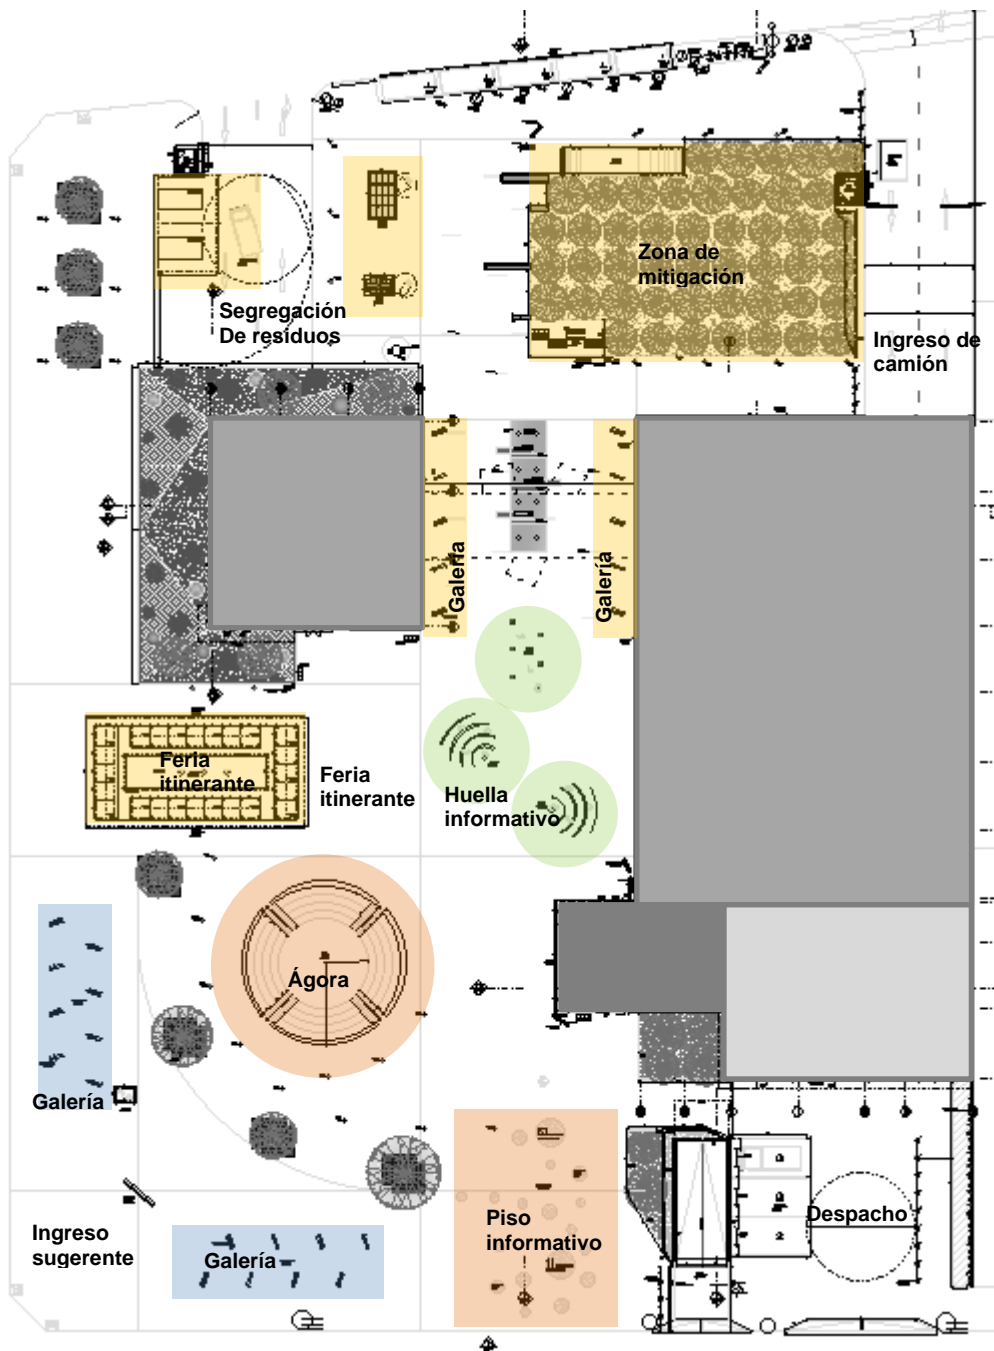 Zona de
mitigación
Segregación
De residuos
Ingreso de
camión
Galería
Galería
Feria
itinerante
Feria
itinerante
Huella
informativo
Ágora
Galería
Piso
informativo
Despacho
Ingreso
sugerente
Galería